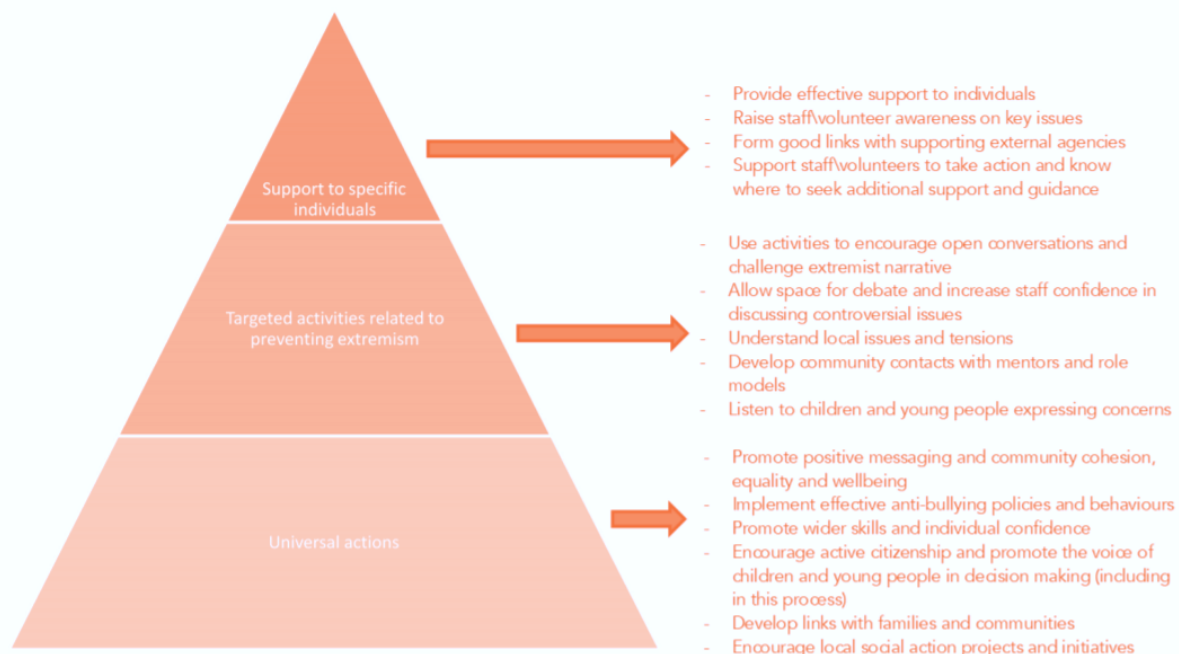 Support to specific
individuals
- Provide effective support to individuals
- Raise staff\volunteer awareness on key issues
- Form good links with supporting external agencies
- Support staff\volunteers to take action and know
where to seek additional support and guidance
Targeted activities related to
preventing extremism
- Use activities to encourage open conversations and
challenge extremist narrative
- Allow space for debate and increase staff confidence in
discussing controversial issues
- Understand local issues and tensions
- Develop community contacts with mentors and role
models
- Listen to children and young people expressing concerns
Universal actions
- Promote positive messaging and community cohesion,
equality and wellbeing
- Implement effective anti-bullying policies and behaviours
- Promote wider skills and individual confidence
- Encourage active citizenship and promote the voice of
children and young people in decision making (including
in this process)
- Develop links with families and communities
- Encourage local social action projects and initiatives